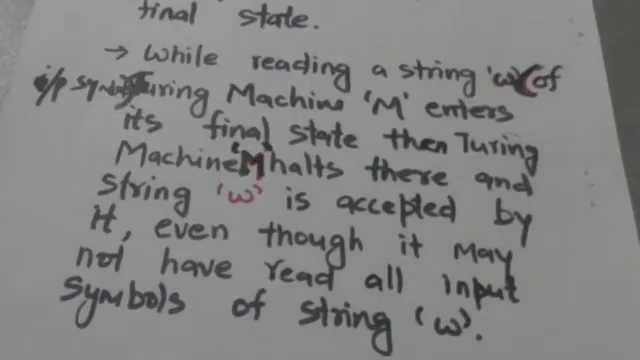 final state.
→ While reading a string 'w' (of
i/p symbol) Turing Machine 'M' enters
its final state then Turing
Machine 'M' halts there and
string 'w' is accepted by
it, even though it may
not have read all input
symbols of string 'w'.